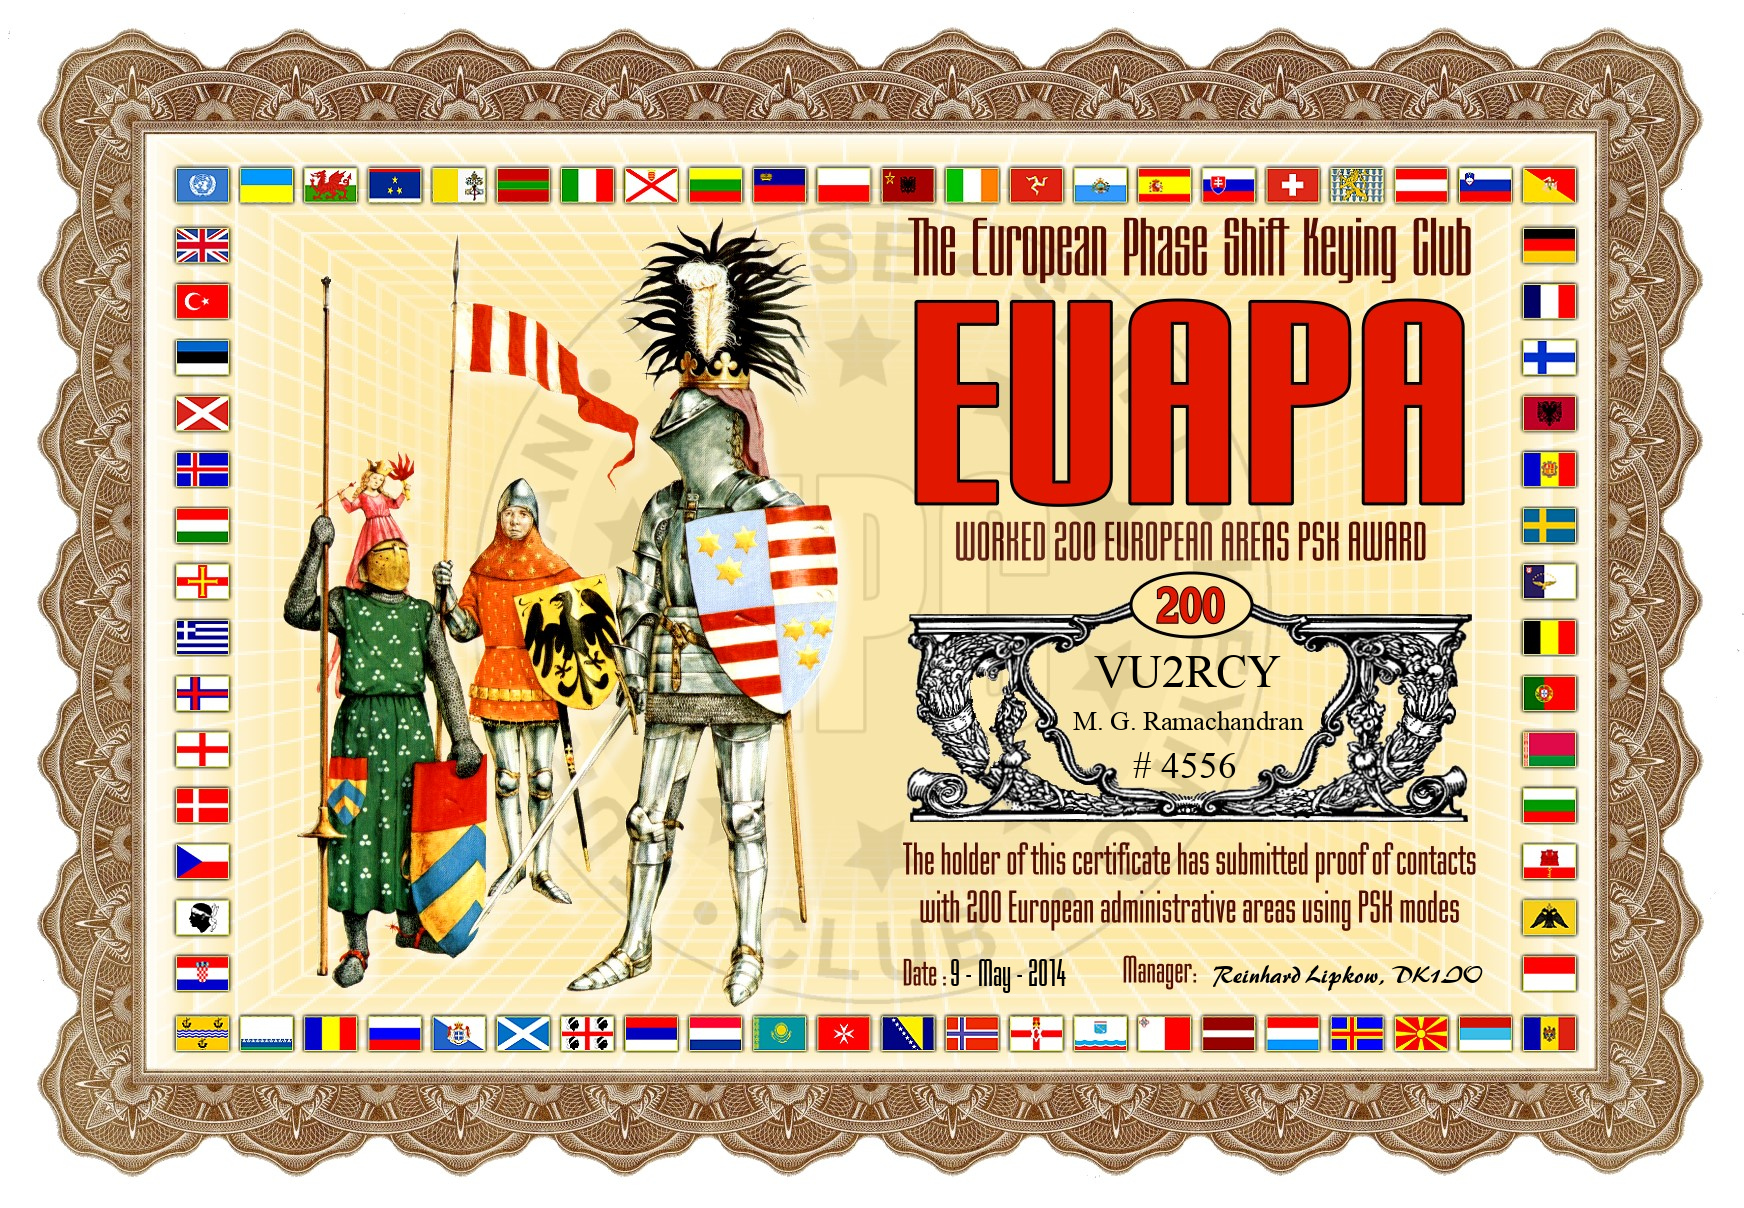 The European Phase Shift Keying Club
EUAPA
WORKED 200 EUROPEAN AREAS PSK AWARD
200
VU2RCY
M. G. Ramachandran
# 4556
The holder of this certificate has submitted proof of contacts
with 200 European administrative areas using PSK modes
Date : 9 - May - 2014
Manager: Reinhard Lipkow, DK1IO
CLUB